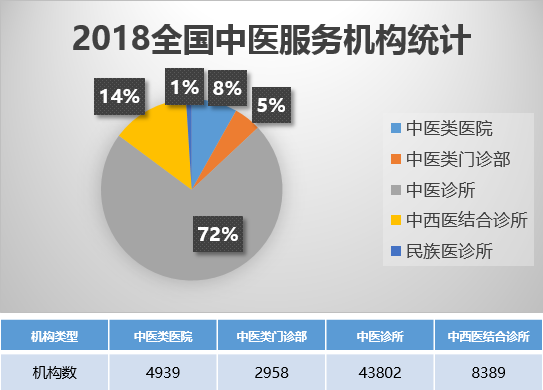 2018全国中医服务机构统计
14%
1%
8%
5%
72%
中医类医院
中医类门诊部
中医诊所
中西医结合诊所
民族医诊所
机构类型 中医类医院 中医类门诊部 中医诊所 中西医结合诊所
机构数 4939 2958 43802 8389